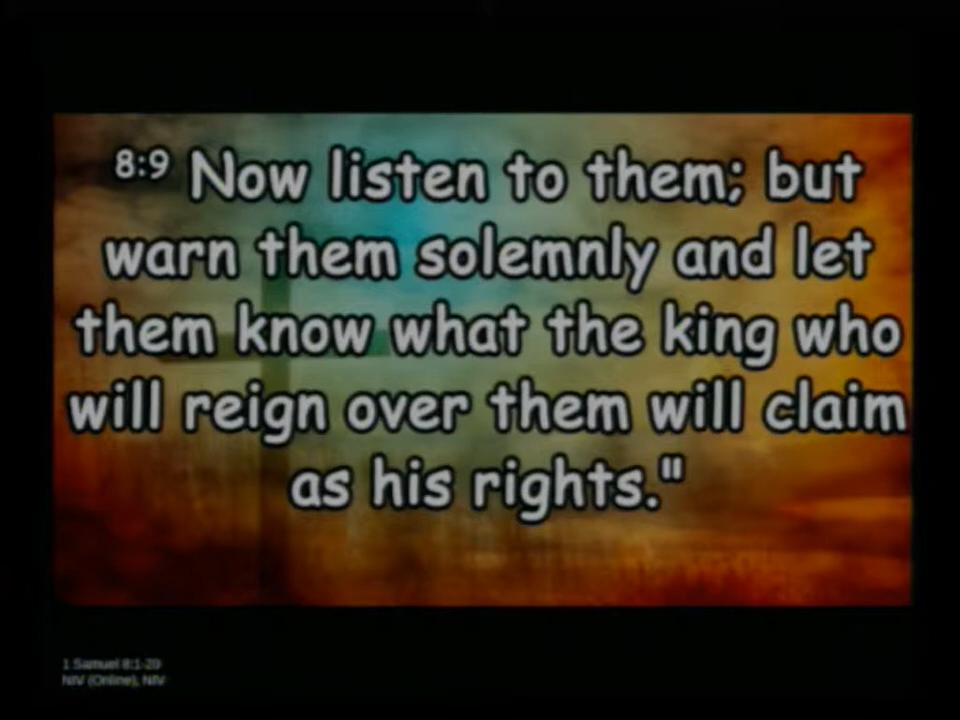 8:9 Now listen to them; but
warn them solemnly and let
them know what the king who
will reign over them will claim
as his rights."
1 Samuel 8:1-20
NIV (Online), NIV